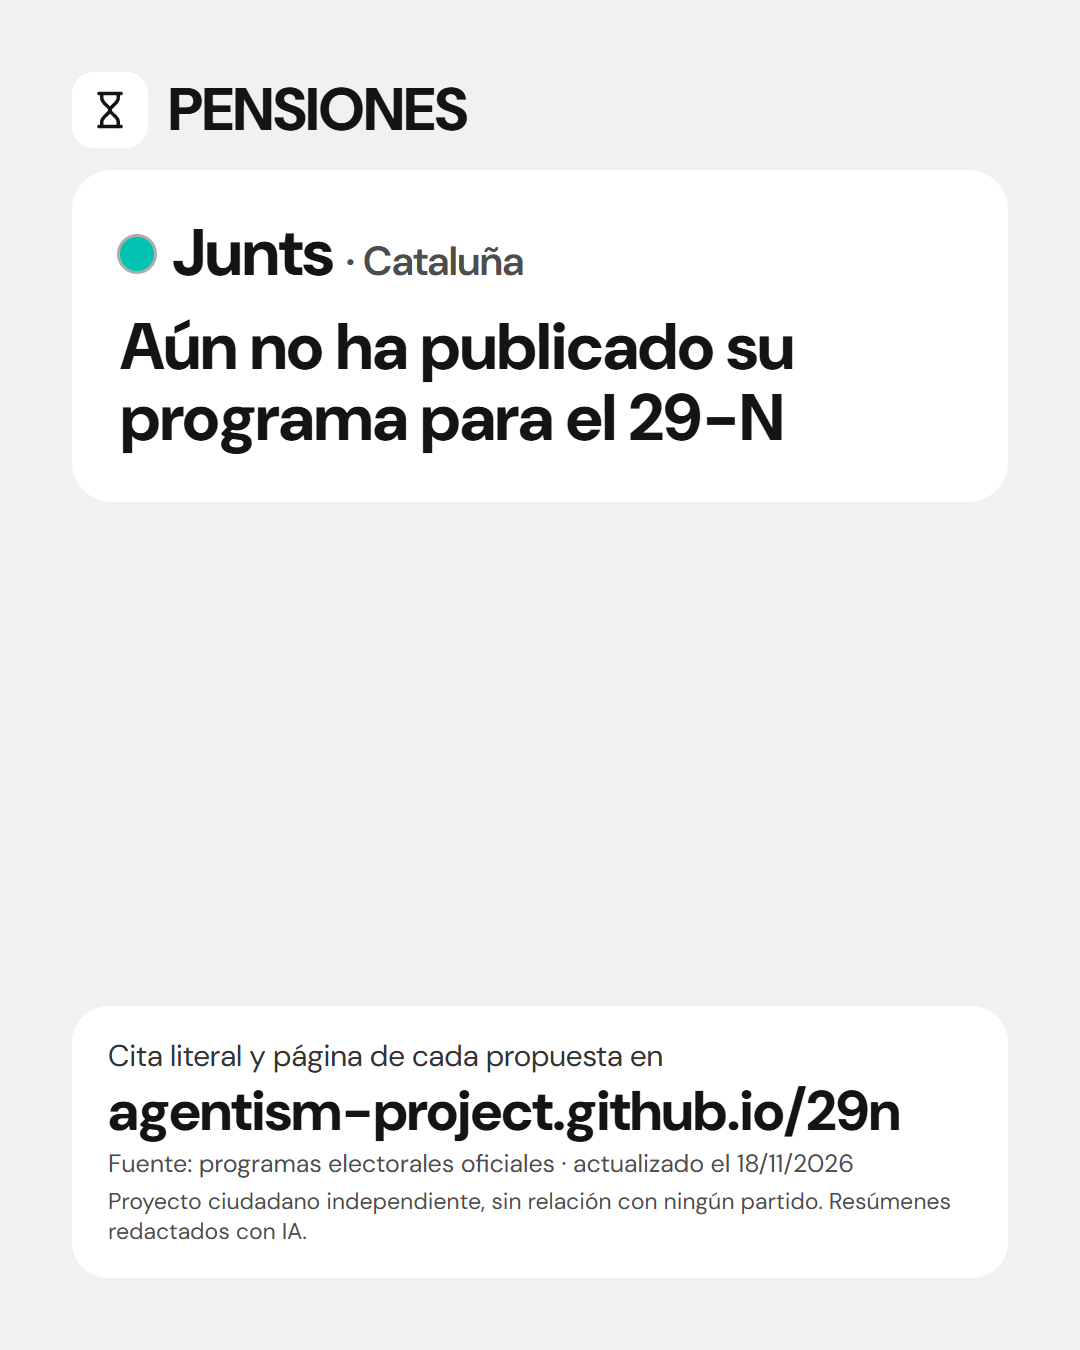 PENSIONES
Junts · Cataluña
Aún no ha publicado su
programa para el 29-N
Cita literal y página de cada propuesta en
agentism-project.github.io/29n
Fuente: programas electorales oficiales · actualizado el 18/11/2026
Proyecto ciudadano independiente, sin relación con ningún partido. Resúmenes
redactados con IA.